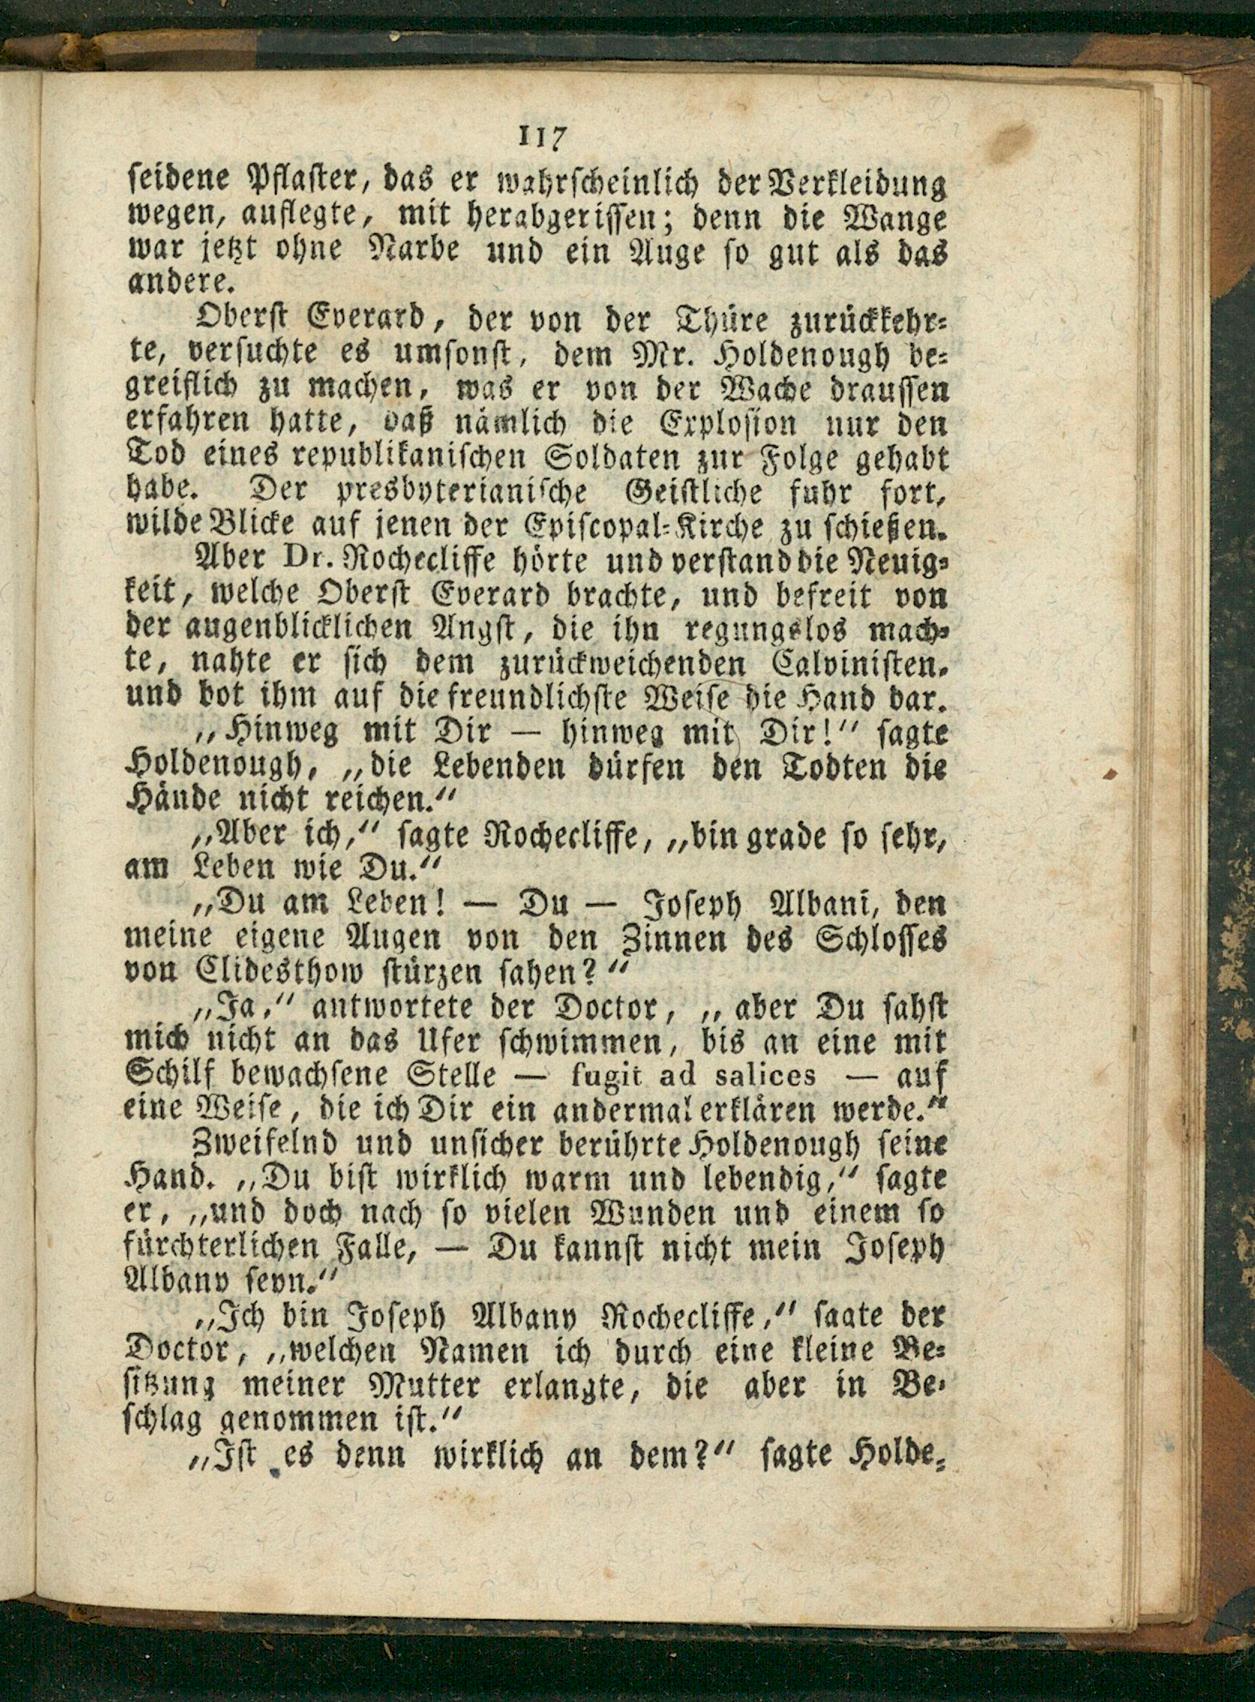 117
seidene Pflaster, das er wahrscheinlich der Verkleidung
wegen, auflegte, mit herabgerissen; denn die Wange
war jetzt ohne Narbe und ein Auge so gut als das
andere.
Oberst Everard, der von der Thüre zurückkehr-
te, versuchte es umsonst, dem Mr. Holdenough be-
greiflich zu machen, was er von der Wache draussen
erfahren hatte, daß nämlich die Explosion nur den
Tod eines republikanischen Soldaten zur Folge gehabt
habe. Der presbyterianische Geistliche fuhr fort,
wilde Blicke auf jenen der Episcopal-Kirche zu schießen.
Aber Dr. Rochecliffe hörte und verstand die Neuig-
keit, welche Oberst Everard brachte, und befreit von
der augenblicklichen Angst, die ihn regungslos mach-
te, nahte er sich dem zurückweichenden Calvinisten,
und bot ihm auf die freundlichste Weise die Hand dar.
„Hinweg mit Dir — hinweg mit Dir!“ sagte
Holdenough, „die Lebenden dürfen den Todten die
Hände nicht reichen.“
„Aber ich,“ sagte Rochecliffe, „bin grade so sehr,
am Leben wie Du.“
„Du am Leben! — Du — Joseph Albani, den
meine eigene Augen von den Zinnen des Schlosses
von Clidesthow stürzen sahen?“
„Ja,“ antwortete der Doctor, „aber Du sahst
mich nicht an das Ufer schwimmen, bis an eine mit
Schilf bewachsene Stelle — fugit ad salices — auf
eine Weise, die ich Dir ein andermal erklären werde.“
Zweifelnd und unsicher berührte Holdenough seine
Hand. „Du bist wirklich warm und lebendig,“ sagte
er, „und doch nach so vielen Wunden und einem so
fürchterlichen Falle, — Du kannst nicht mein Joseph
Albany seyn.“
„Ich bin Joseph Albany Rochecliffe,“ sagte der
Doctor, „welchen Namen ich durch eine kleine Be-
sitzung meiner Mutter erlangte, die aber in Be-
schlag genommen ist.“
„Ist es denn wirklich an dem?“ sagte Holde-